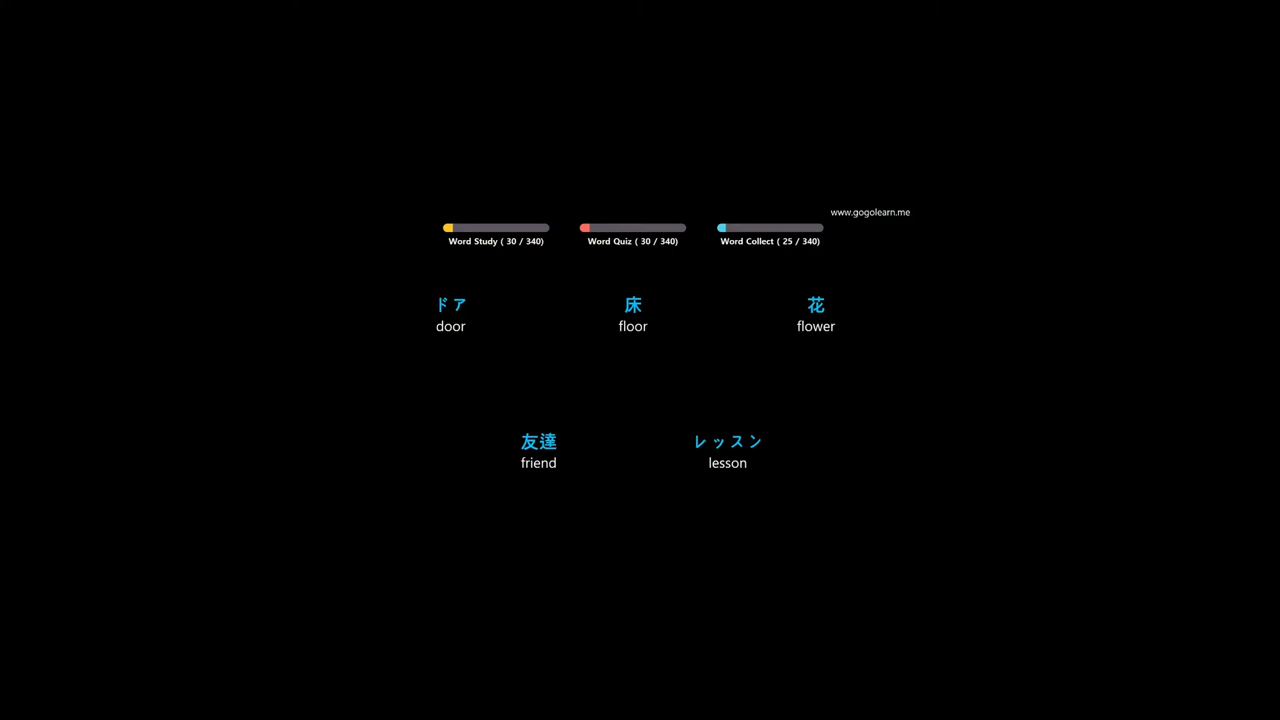 www.gogolearn.me
Word Study ( 30 / 340)
Word Quiz ( 30 / 340)
Word Collect ( 25 / 340)
ドア
床
花
door
floor
flower
友達
レッスン
friend
lesson